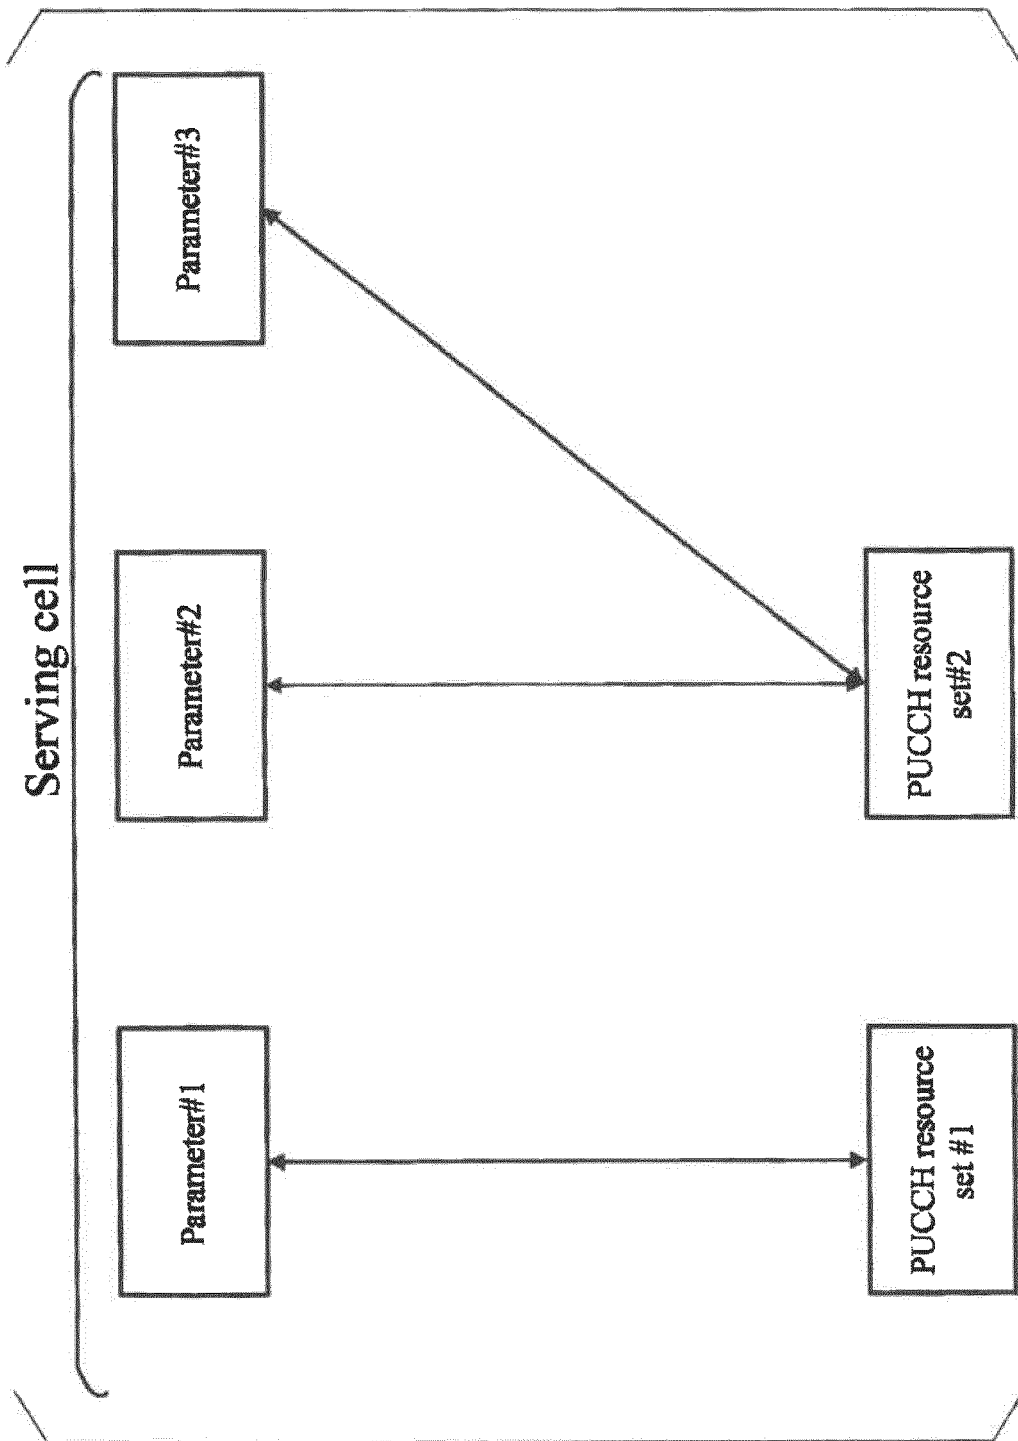 Serving cell
Parameter#1
Parameter#2
Parameter#3
PUCCH resource
set #1
PUCCH resource
set#2